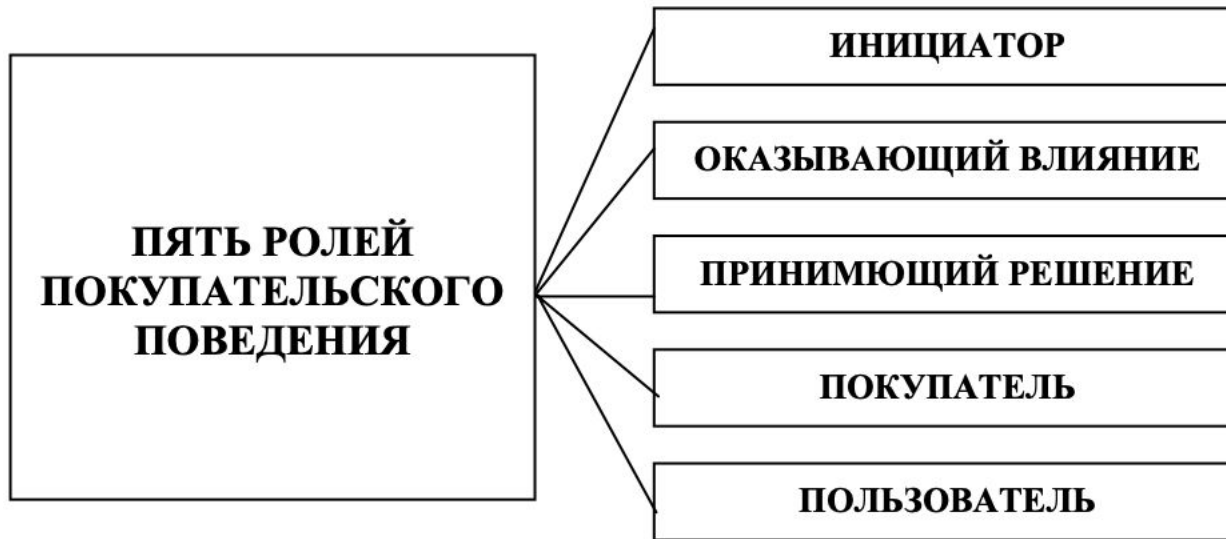 ПЯТЬ РОЛЕЙ
ПОКУПАТЕЛЬСКОГО
ПОВЕДЕНИЯ
ИНИЦИАТОР
ОКАЗЫВАЮЩИЙ ВЛИЯНИЕ
ПРИНИМЮЩИЙ РЕШЕНИЕ
ПОКУПАТЕЛЬ
ПОЛЬЗОВАТЕЛЬ